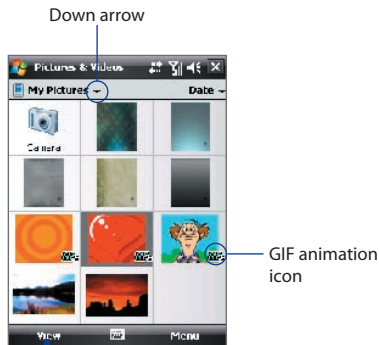 Down arrow
Pictures & Videos
My Pictures
Date
Camera
GIF animation
icon
View
Menu